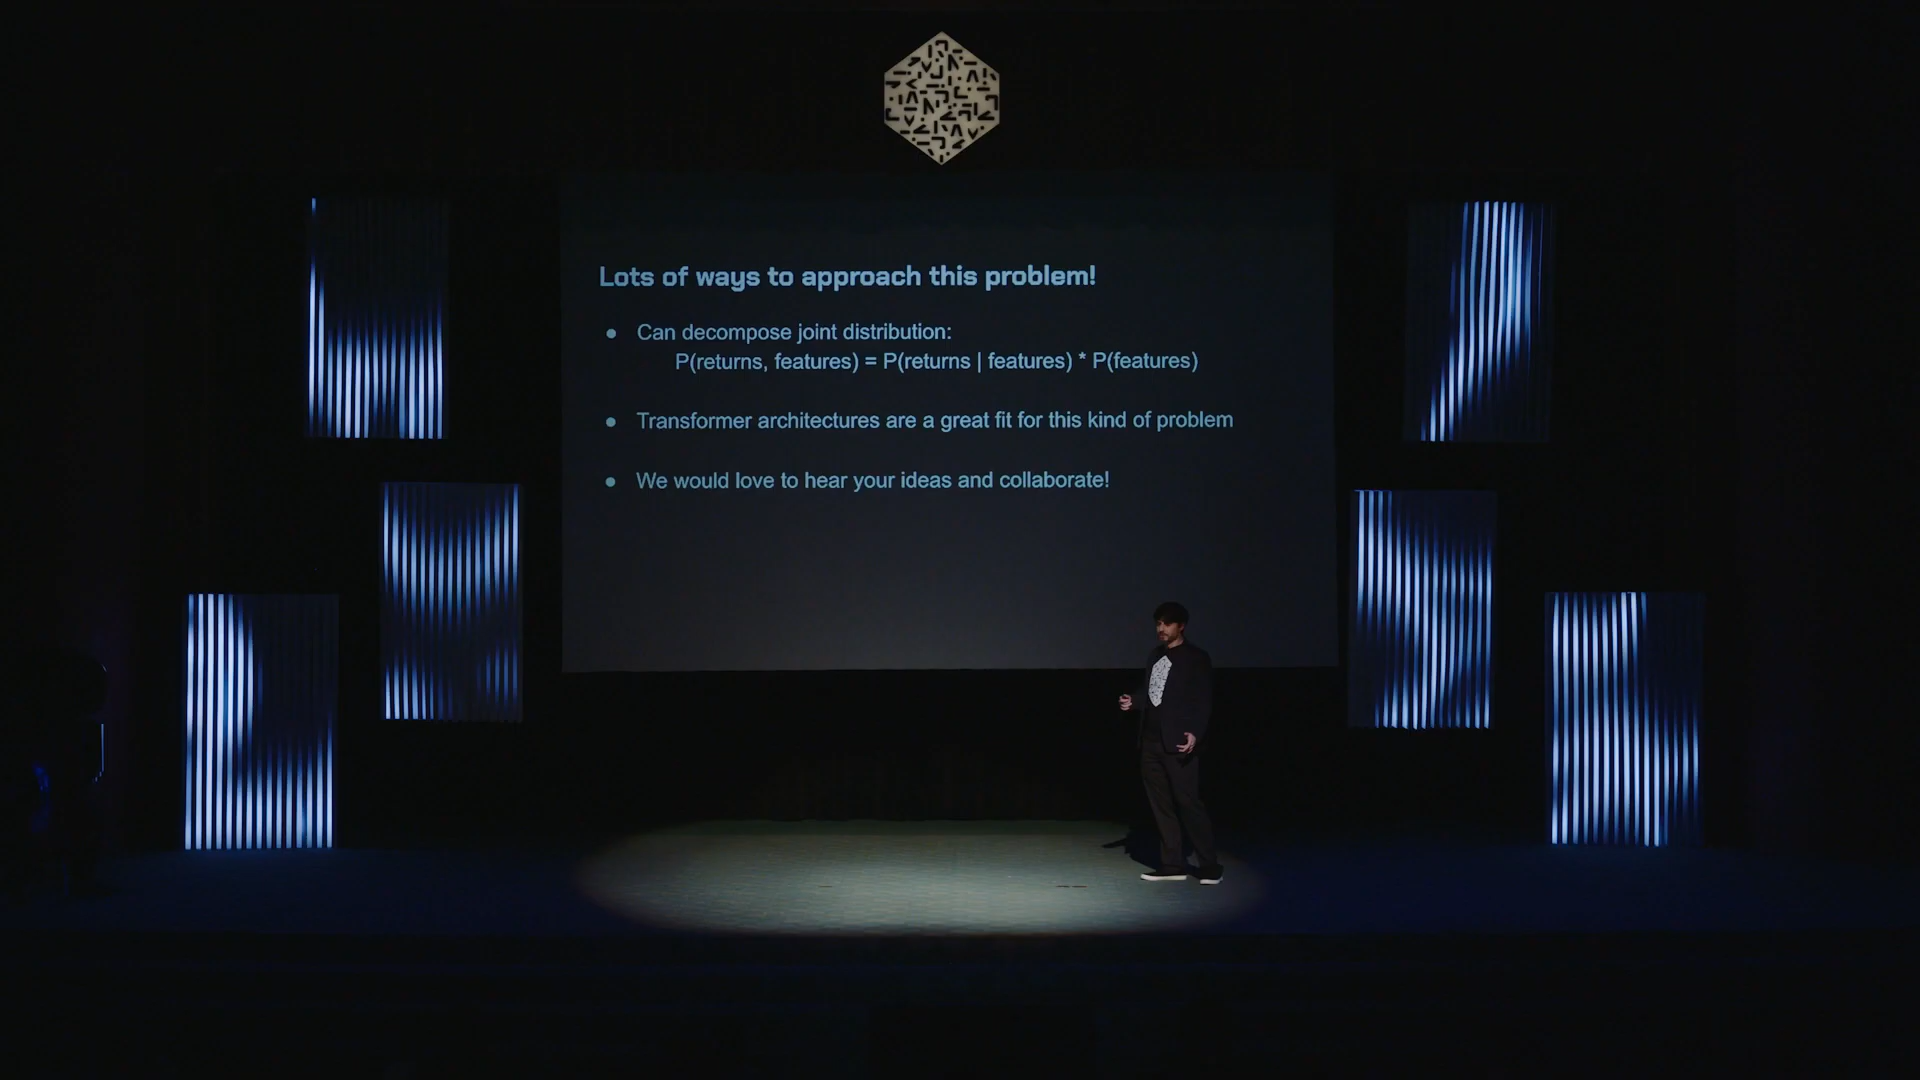 Lots of ways to approach this problem!
● Can decompose joint distribution:
P(returns, features) = P(returns | features) * P(features)
● Transformer architectures are a great fit for this kind of problem
● We would love to hear your ideas and collaborate!